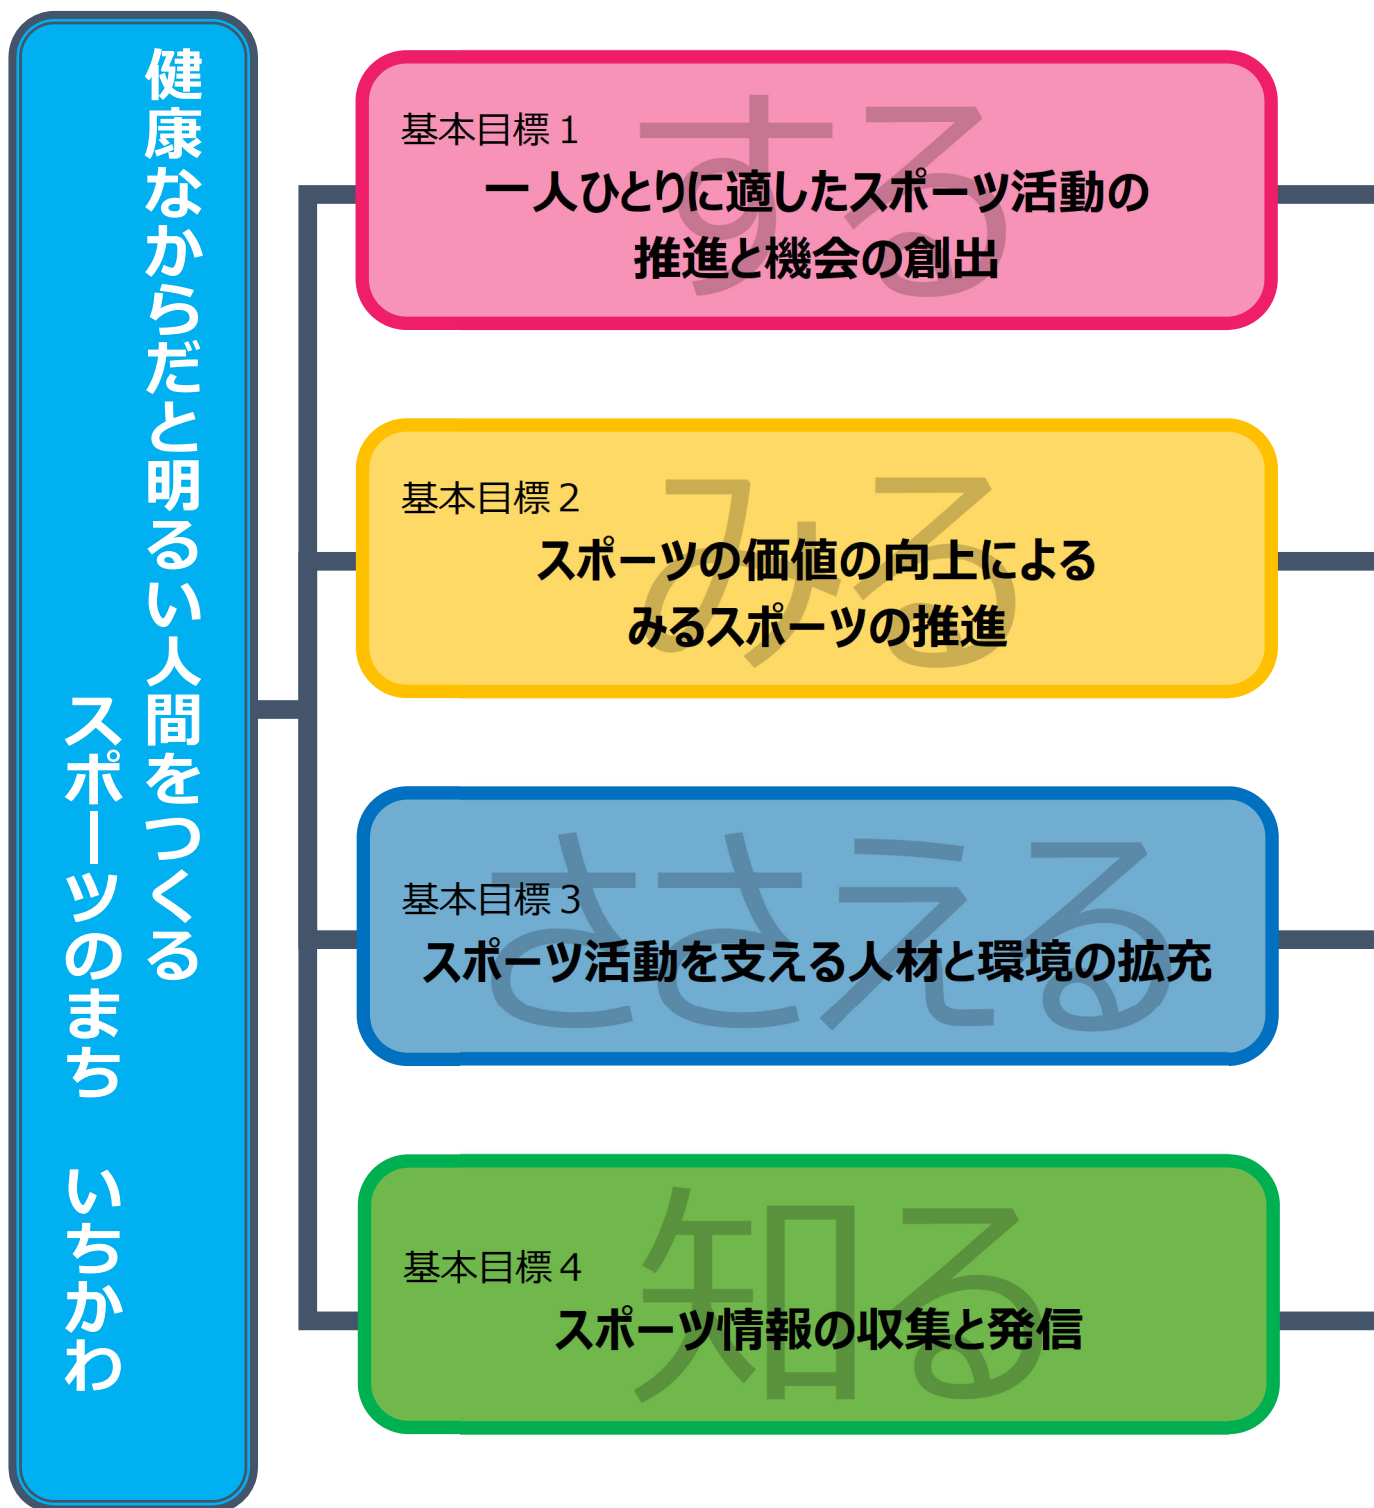 健康なからだと明るい人間をつくる
スポーツのまち　いちかわ
する
基本目標１
一人ひとりに適したスポーツ活動の
推進と機会の創出
みる
基本目標２
スポーツの価値の向上による
みるスポーツの推進
ささえる
基本目標３
スポーツ活動を支える人材と環境の拡充
知る
基本目標４
スポーツ情報の収集と発信